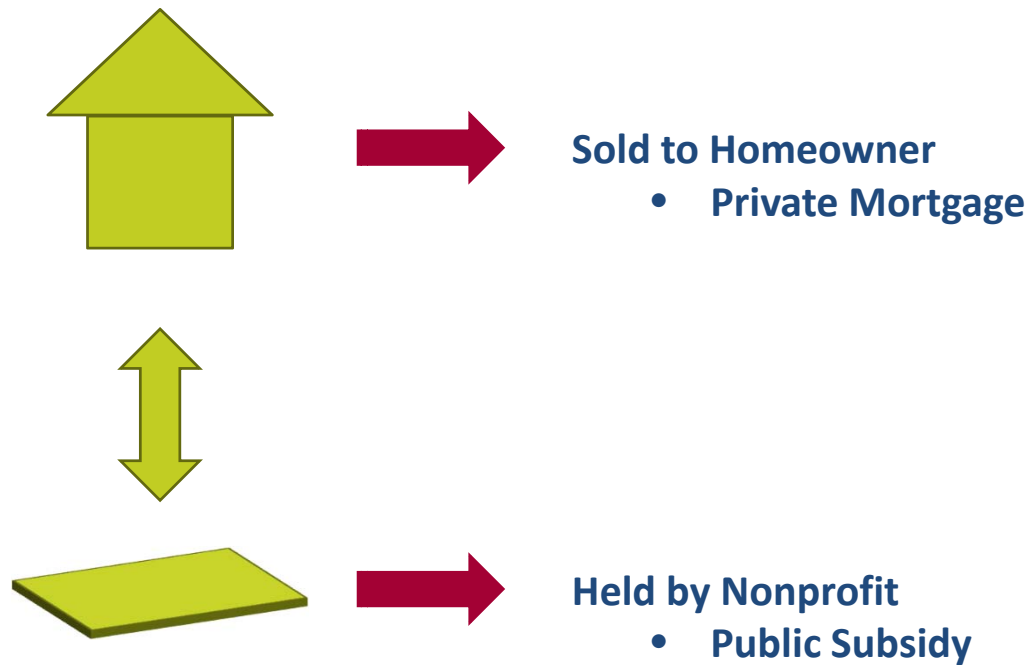 Sold to Homeowner
• Private Mortgage
Held by Nonprofit
• Public Subsidy